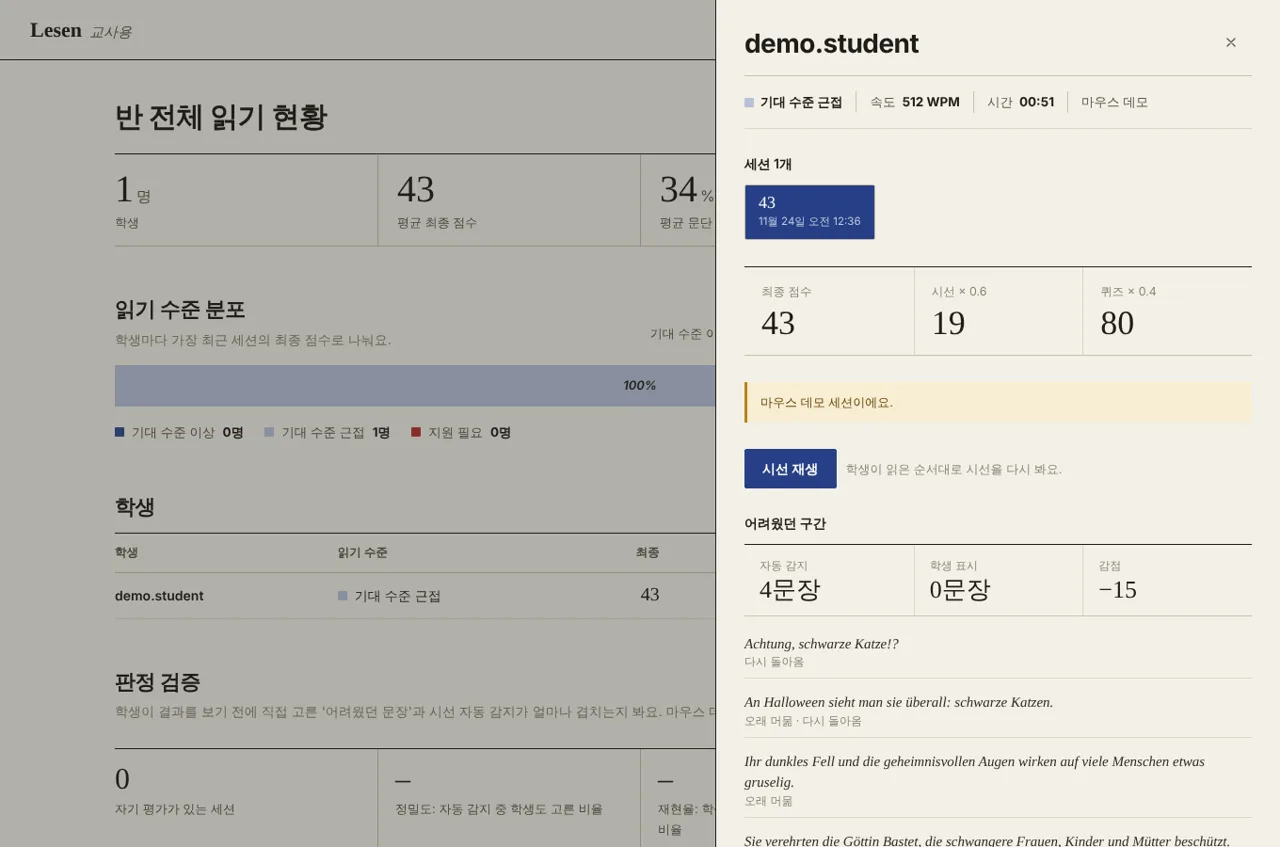 Lesen 교사용
반 전체 읽기 현황
1 명
학생
43
평균 최종 점수
34 %
평균 문단
읽기 수준 분포
학생마다 가장 최근 세션의 최종 점수로 나눠요.
기대 수준 이
100%
기대 수준 이상 0명 기대 수준 근접 1명 지원 필요 0명
학생
학생 읽기 수준 최종
demo.student 기대 수준 근접 43
판정 검증
학생이 결과를 보기 전에 직접 고른 '어려웠던 문장'과 시선 자동 감지가 얼마나 겹치는지 봐요. 마우스
0
자기 평가가 있는 세션
–
정밀도: 자동 감지 중 학생도 고른 비율
–
재현율:
비율
demo.student ×
기대 수준 근접 속도 512 WPM 시간 00:51 마우스 데모
세션 1개
43
11월 24일 오전 12:36
최종 점수
43
시선 × 0.6
19
퀴즈 × 0.4
80
마우스 데모 세션이에요.
시선 재생 학생이 읽은 순서대로 시선을 다시 봐요.
어려웠던 구간
자동 감지
4문장
학생 표시
0문장
감점
−15
Achtung, schwarze Katze!?
다시 돌아옴
An Halloween sieht man sie überall: schwarze Katzen.
오래 머묾 · 다시 돌아옴
Ihr dunkles Fell und die geheimnisvollen Augen wirken auf viele Menschen etwas
gruselig.
오래 머묾
Sie verehrten die Göttin Bastet, die schwangere Frauen, Kinder und Mütter beschützt.